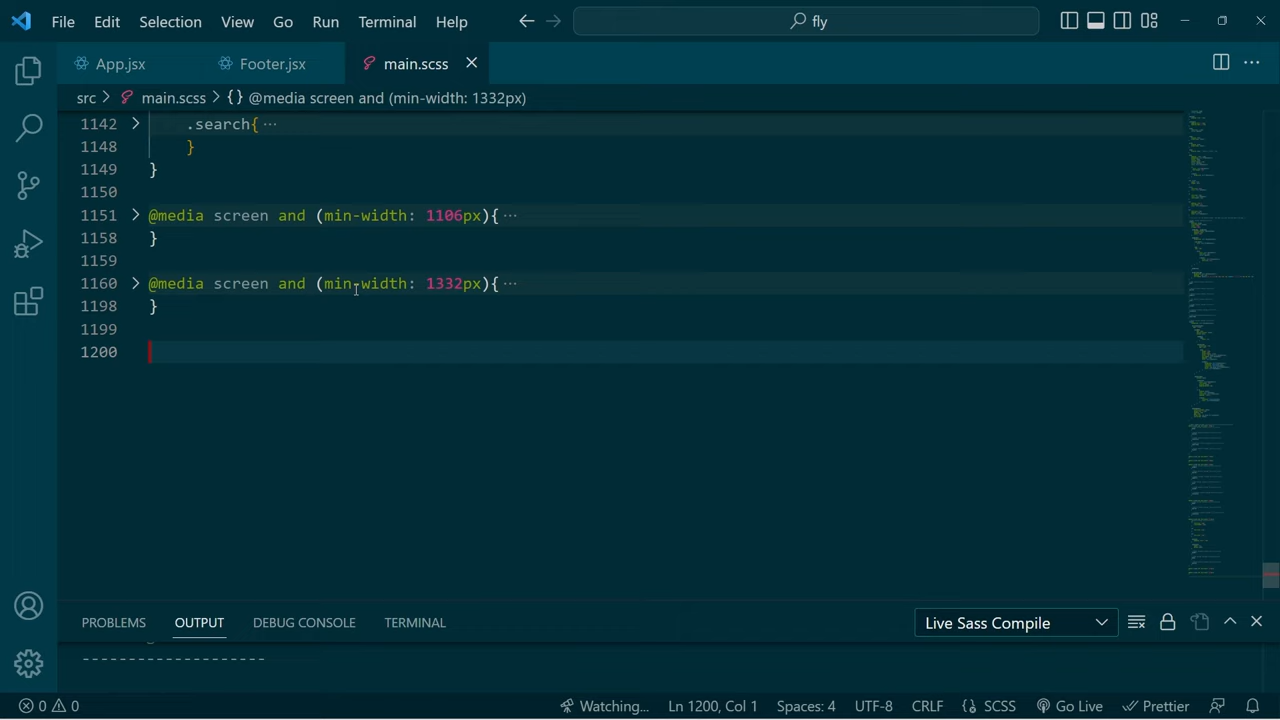 File Edit Selection View Go Run Terminal Help fly
App.jsx Footer.jsx main.scss
src > main.scss > {} @media screen and (min-width: 1332px)
1142 .search{ ···
1148 }
1149 }
1150
1151 @media screen and (min-width: 1106px){ ···
1158 }
1159
1160 @media screen and (min-width: 1332px){ ···
1198 }
1199
1200
PROBLEMS OUTPUT DEBUG CONSOLE TERMINAL Live Sass Compile
--------------------
0 0 Watching... Ln 1200, Col 1 Spaces: 4 UTF-8 CRLF {} SCSS Go Live Prettier